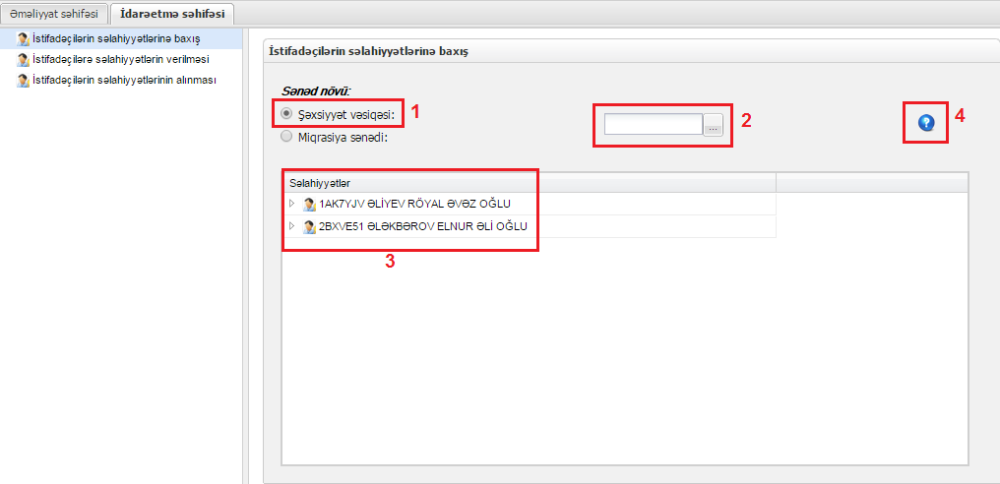 Əməliyyat səhifəsi
İdarəetmə səhifəsi
İstifadəçilərin səlahiyyətlərinə baxış
İstifadəçilərə səlahiyyətlərin verilməsi
İstifadəçilərin səlahiyyətlərinin alınması
İstifadəçilərin səlahiyyətlərinə baxış
Sənəd növü:
Şəxsiyyət vəsiqəsi:
1
Miqrasiya sənədi:
...
2
4
Səlahiyyətlər
1AK7YJV ƏLİYEV RÖYAL ƏVƏZ OĞLU
2BXVE51 ƏLƏKBƏROV ELNUR ƏLİ OĞLU
3